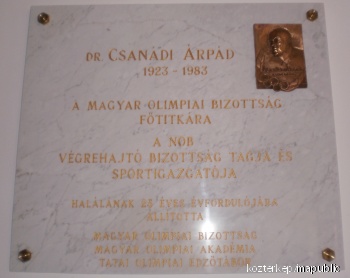 DR. CSANÁDI ÁRPÁD
1923 - 1983
A MAGYAR OLIMPIAI BIZOTTSÁG
FŐTITKÁRA
A NOB
VÉGREHAJTÓ BIZOTTSÁG TAGJA ÉS
SPORTIGAZGATÓJA
HALÁLÁNAK 25 ÉVES ÉVFORDULÓJÁRA
ÁLLÍTOTTA
MAGYAR OLIMPIAI BIZOTTSÁG
MAGYAR OLIMPIAI AKADÉMIA
TATAI OLIMPIAI EDZŐTÁBOR
kozterkep/mapublic